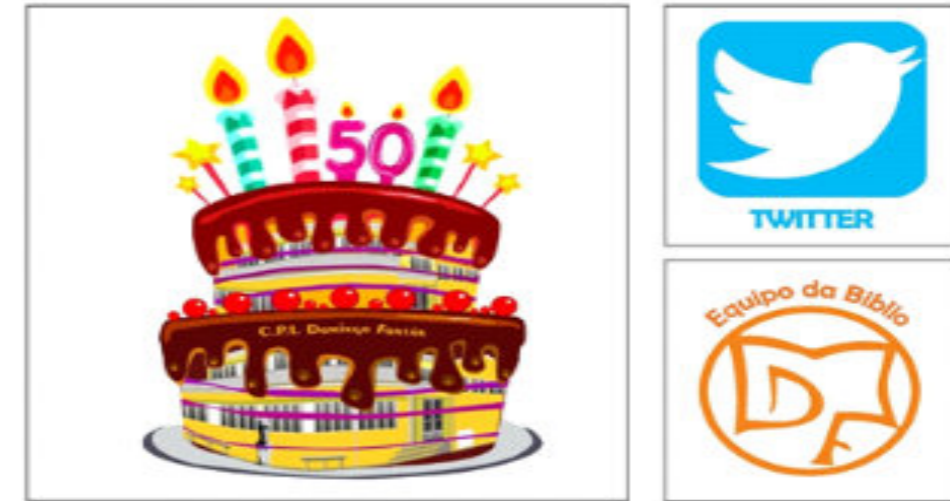 50
C.P.I. Domingo Fontán
TWITTER
Equipo da Biblio
DF